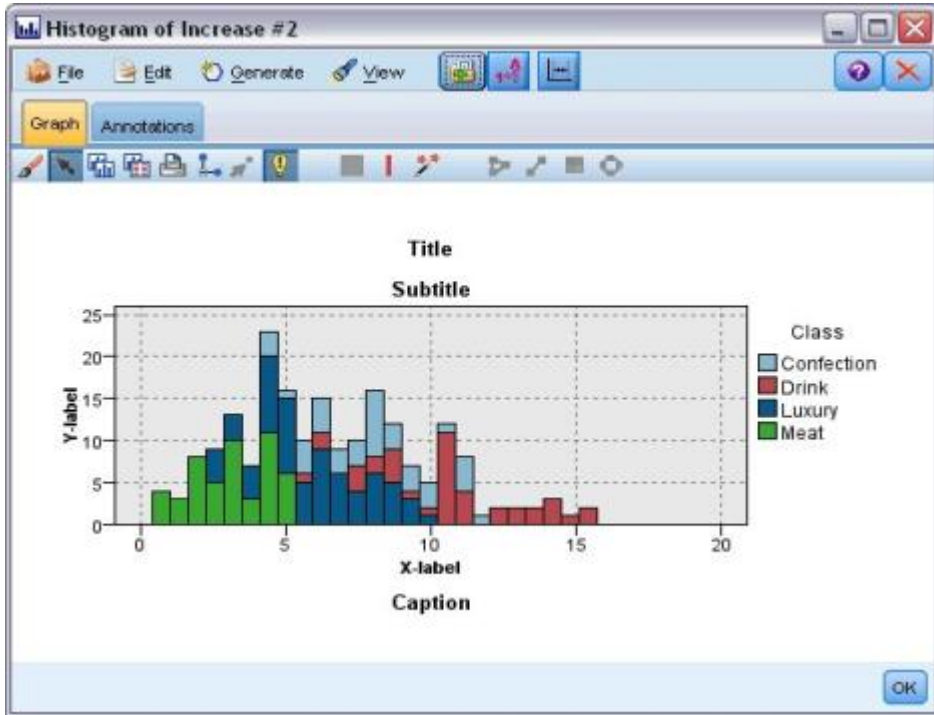 Histogram of Increase #2
File Edit Generate View
Graph Annotations
Title
Subtitle
25
20
15
10
5
0
Y-label
0 5 10 15 20
X-label
Caption
Class
Confection
Drink
Luxury
Meat
OK